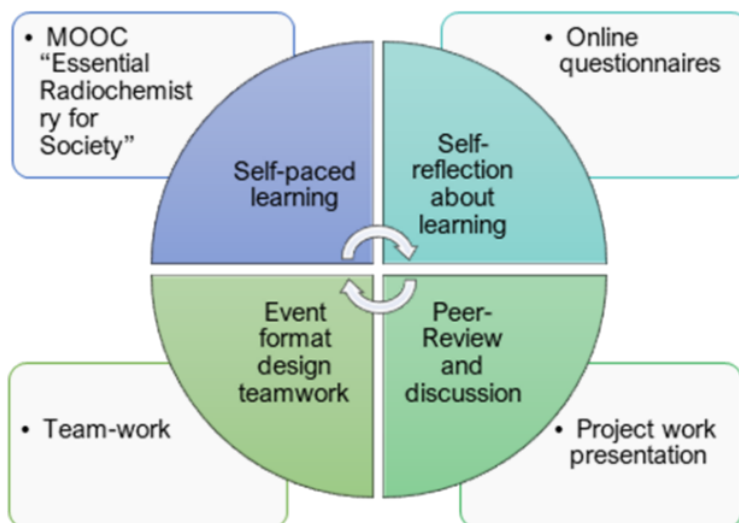 • MOOC
“Essential
Radiochemist
ry for
Society”
• Online
questionnaires
Self-paced
learning
Self-
reflection
about
learning
Event
format
design
teamwork
Peer-
Review
and
discussion
• Team-work
• Project work
presentation